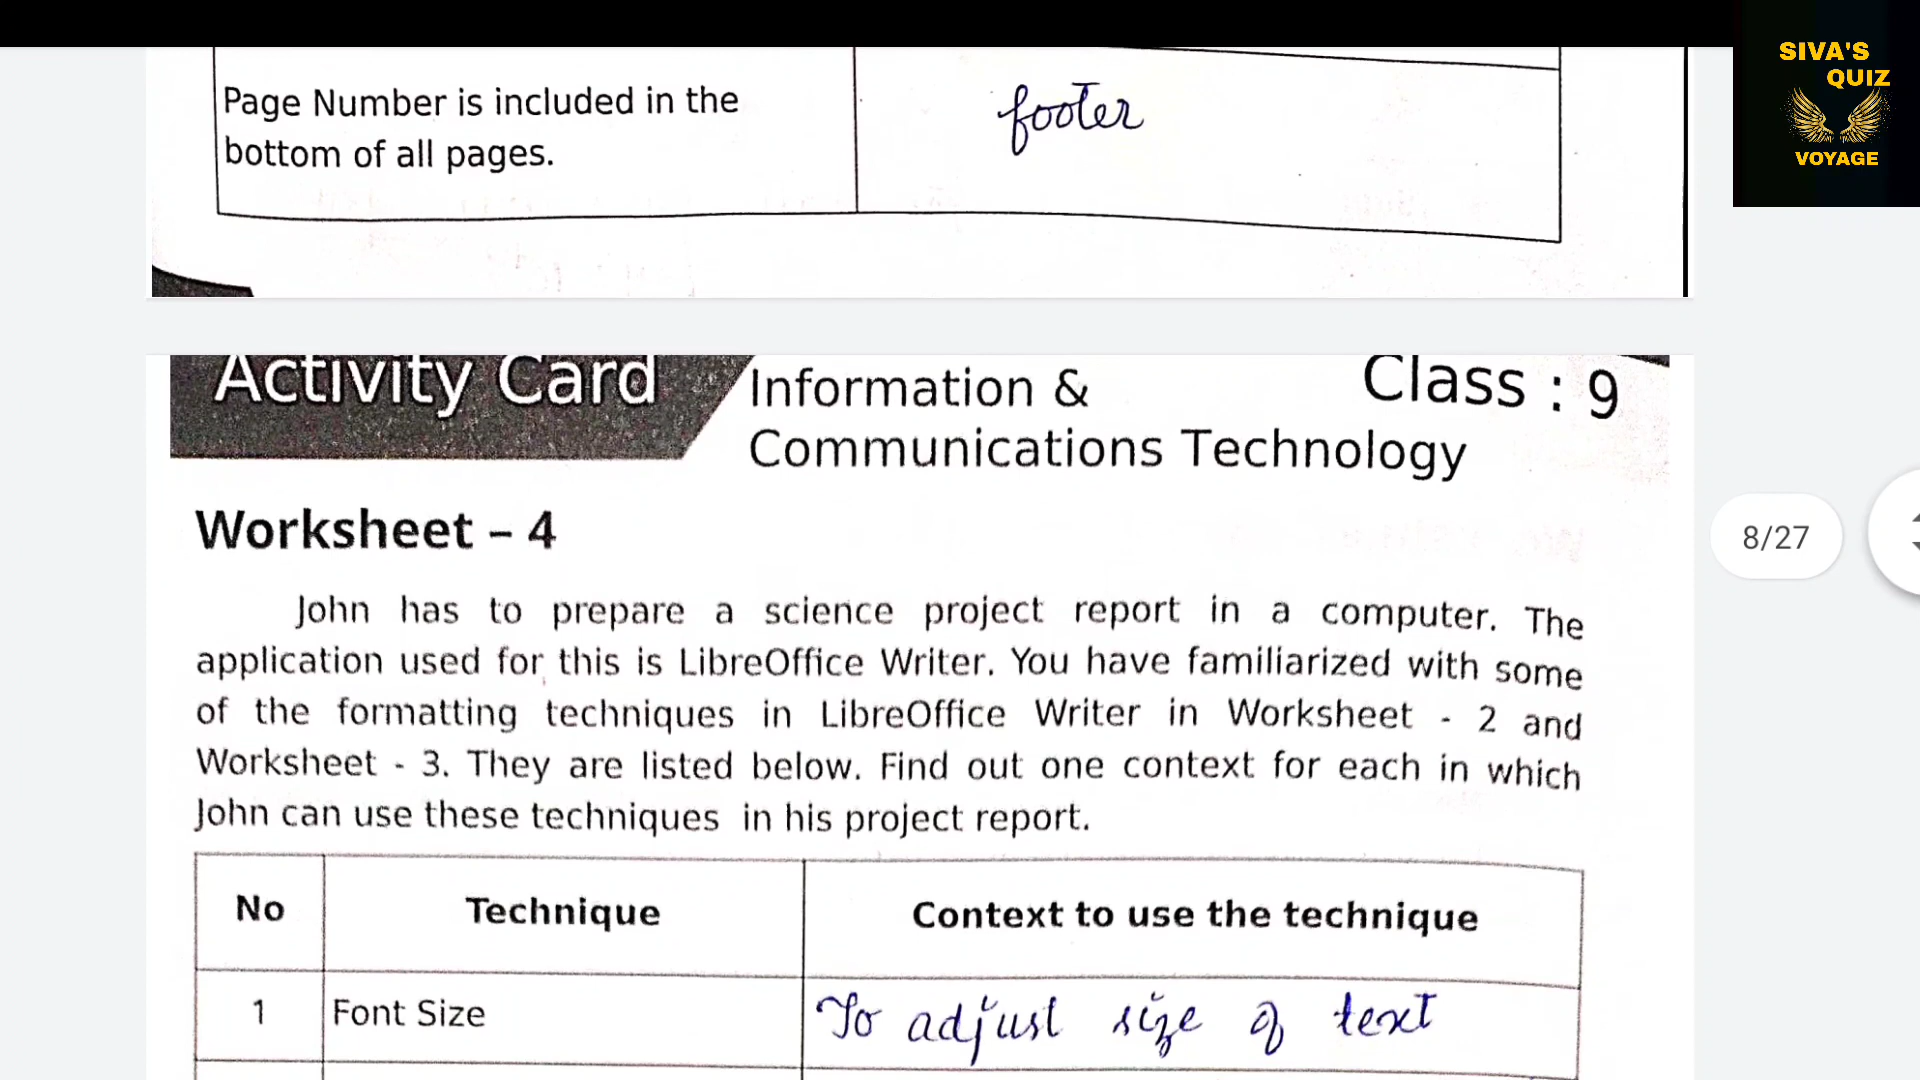 SIVA'S
QUIZ
VOYAGE
Page Number is included in the
bottom of all pages.
footer
Activity Card
Information &
Communications Technology
Class : 9
Worksheet – 4
8/27
John has to prepare a science project report in a computer. The
application used for this is LibreOffice Writer. You have familiarized with some
of the formatting techniques in LibreOffice Writer in Worksheet - 2 and
Worksheet - 3. They are listed below. Find out one context for each in which
John can use these techniques in his project report.
No
Technique
Context to use the technique
1
Font Size
To adjust size of text